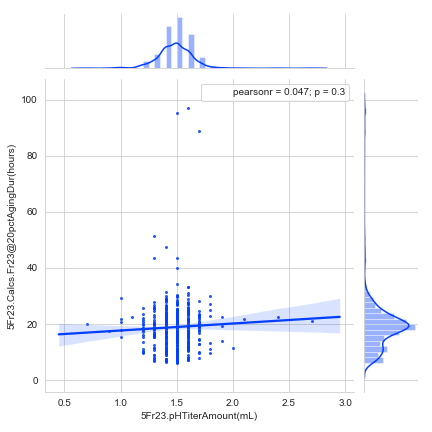 pearsonr = 0.047; p = 0.3
100
80
60
40
20
0
5Fr23.Calcs.Fr23@20pctAgingDur(hours)
0.5 1.0 1.5 2.0 2.5 3.0
5Fr23.pHTiterAmount(mL)